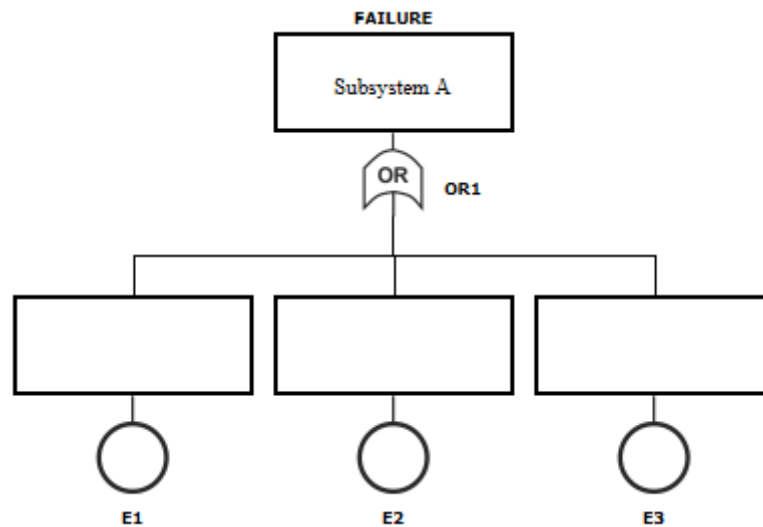 FAILURE
Subsystem A
OR
OR1
E1
E2
E3